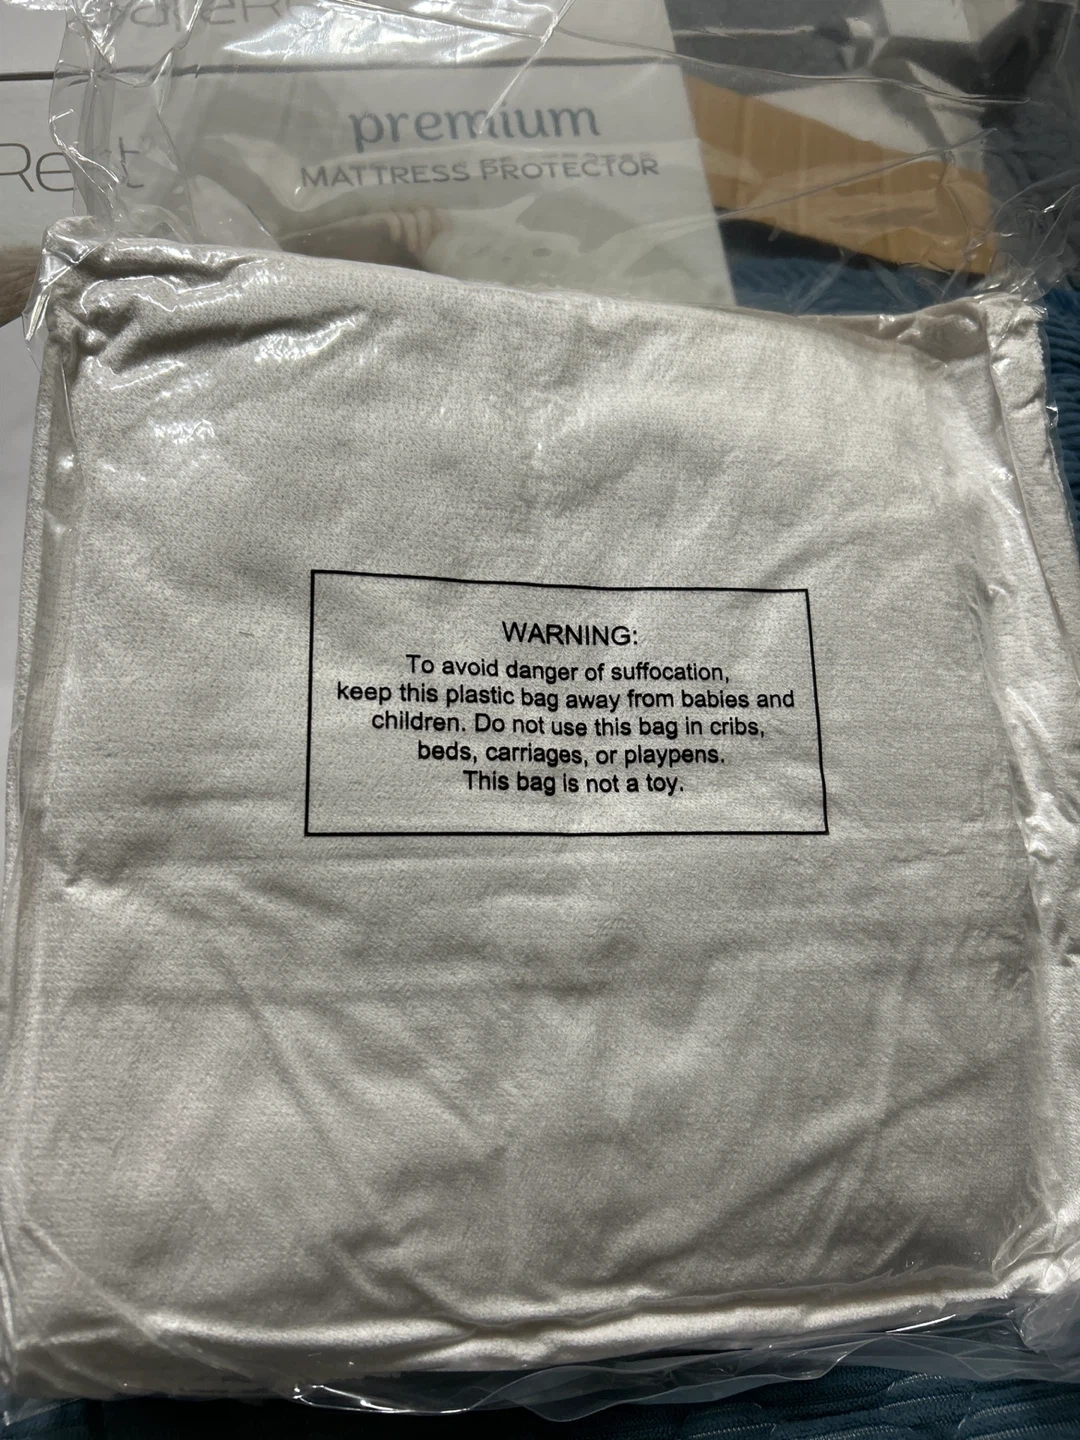 premium
MATTRESS PROTECTOR
Rest
WARNING:
To avoid danger of suffocation,
keep this plastic bag away from babies and
children. Do not use this bag in cribs,
beds, carriages, or playpens.
This bag is not a toy.